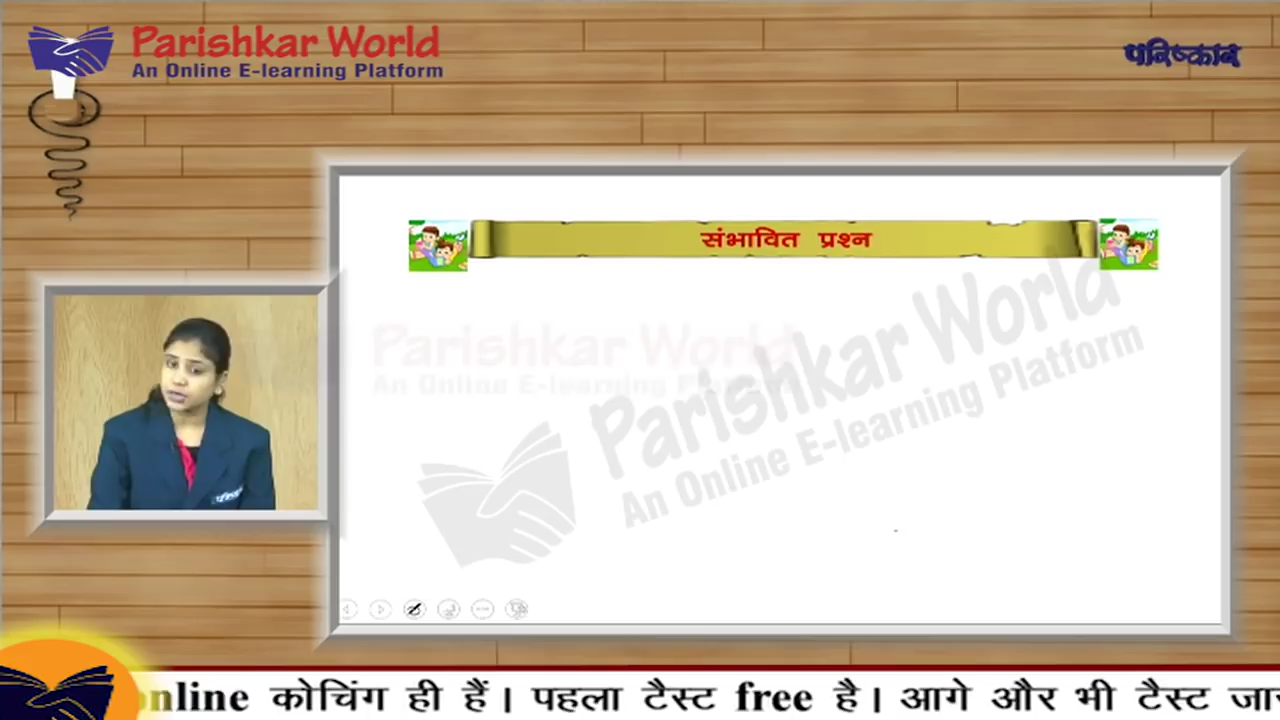 Parishkar World
An Online E-learning Platform
परिष्कार
संभावित प्रश्न
Parishkar World
An Online E-learning Platform
Parishkar World
An Online E-learning Platform
online कोचिंग ही हैं। पहला टैस्ट free है। आगे और भी टैस्ट